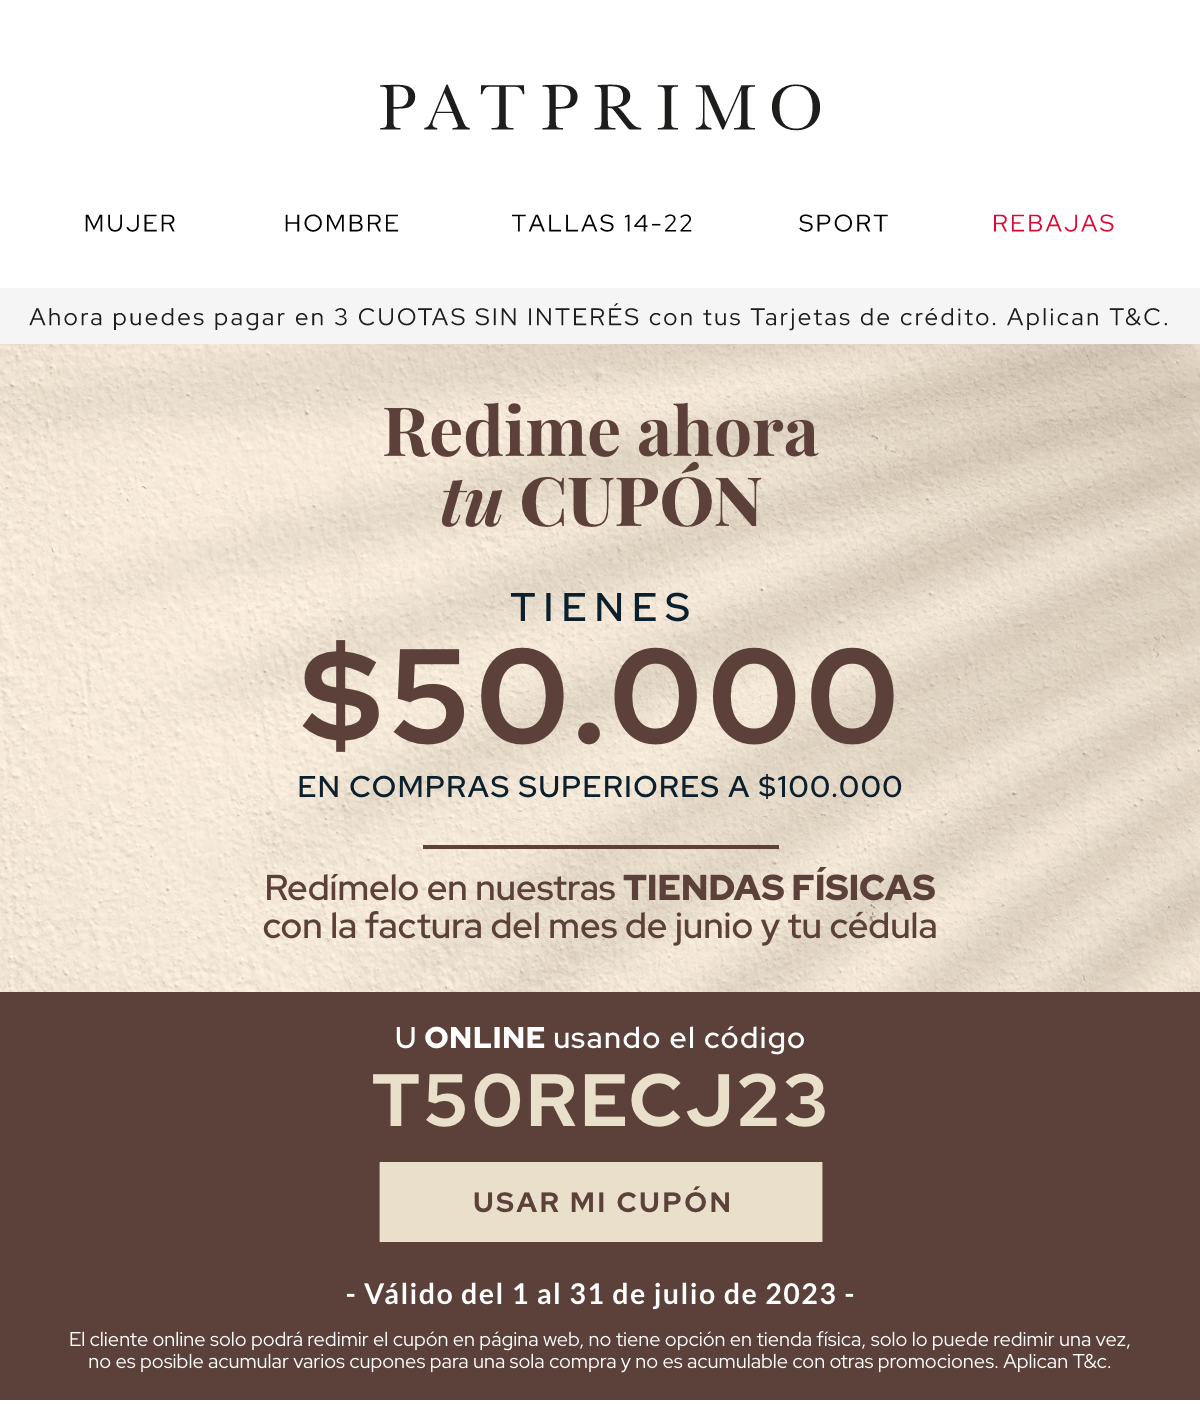 PATPRIMO
MUJER HOMBRE TALLAS 14-22 SPORT REBAJAS
Ahora puedes pagar en 3 CUOTAS SIN INTERÉS con tus Tarjetas de crédito. Aplican T&C.
Redime ahora
tu CUPÓN
TIENES
$50.000
EN COMPRAS SUPERIORES A $100.000
Redímelo en nuestras TIENDAS FÍSICAS
con la factura del mes de junio y tu cédula
U ONLINE usando el código
T50RECJ23
USAR MI CUPÓN
- Válido del 1 al 31 de julio de 2023 -
El cliente online solo podrá redimir el cupón en página web, no tiene opción en tienda física, solo lo puede redimir una vez,
no es posible acumular varios cupones para una sola compra y no es acumulable con otras promociones. Aplican T&c.